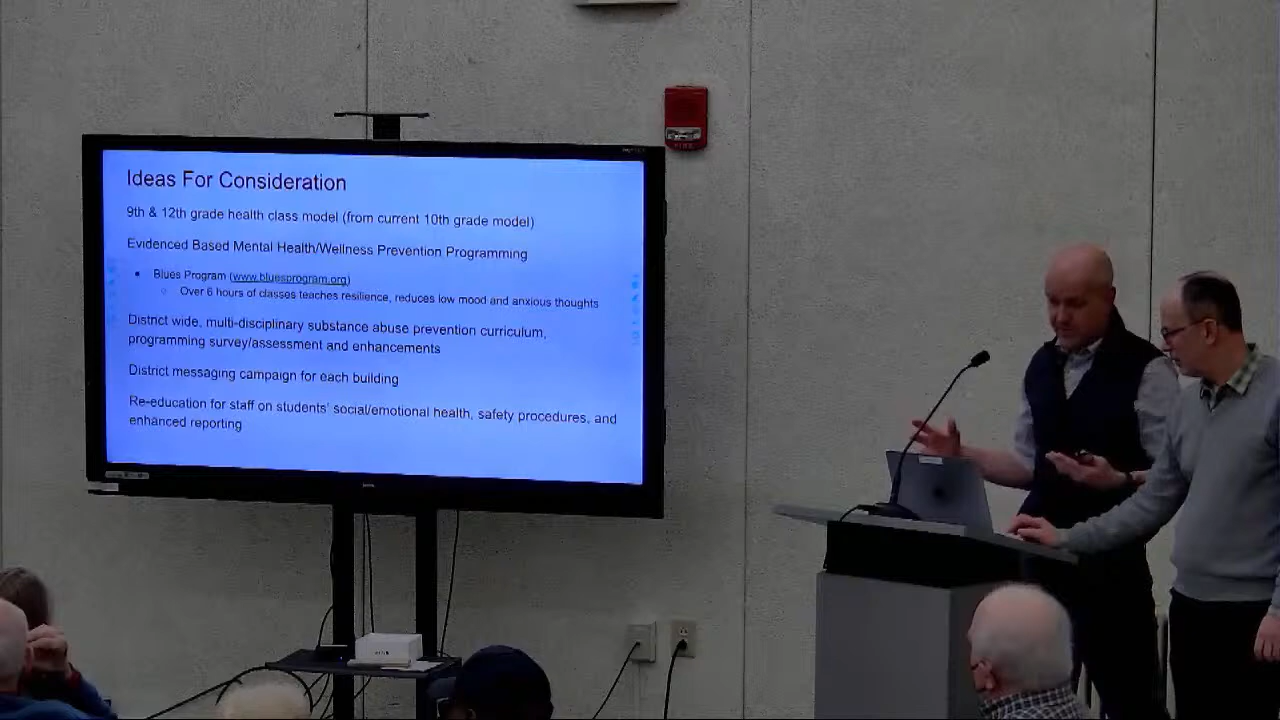 Ideas For Consideration
9th & 12th grade health class model (from current 10th grade model)
Evidenced Based Mental Health/Wellness Prevention Programming
Blues Program (www.bluesprogram.org)
Over 6 hours of classes teaches resilience, reduces low mood and anxious thoughts
District wide, multi-disciplinary substance abuse prevention curriculum,
programming survey/assessment and enhancements
District messaging campaign for each building
Re-education for staff on students' social/emotional health, safety procedures, and
enhanced reporting
FIRE